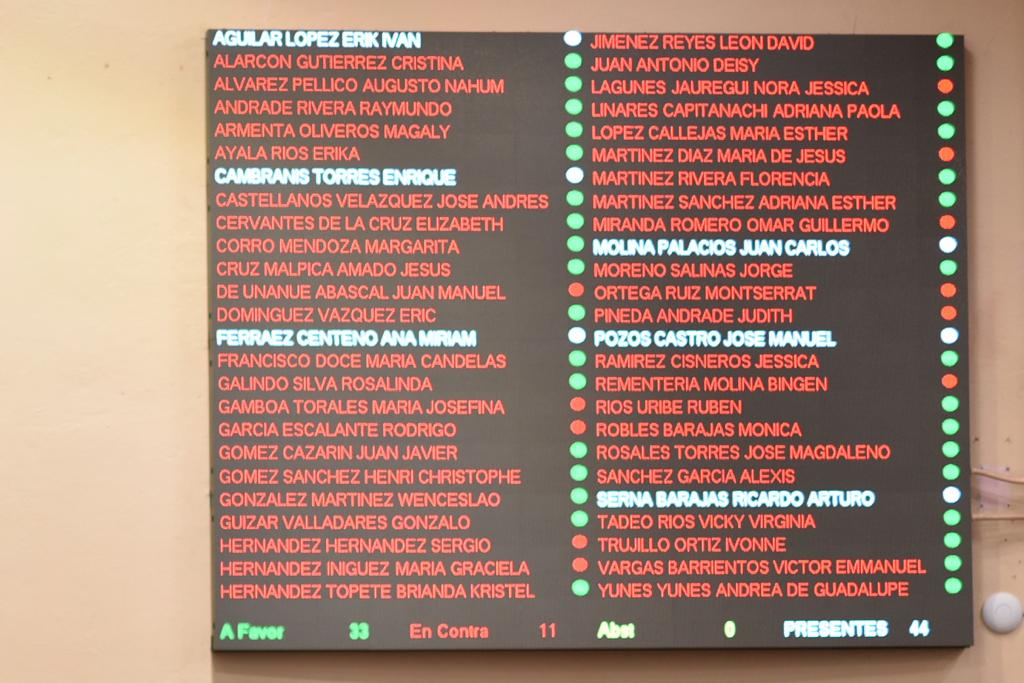 AGUILAR LOPEZ ERIK IVAN
ALARCON GUTIERREZ CRISTINA
ALVAREZ PELLICO AUGUSTO NAHUM
ANDRADE RIVERA RAYMUNDO
ARMENTA OLIVEROS MAGALY
AYALA RIOS ERIKA
CAMBRANIS TORRES ENRIQUE
CASTELLANOS VELAZQUEZ JOSE ANDRES
CERVANTES DE LA CRUZ ELIZABETH
CORRO MENDOZA MARGARITA
CRUZ MALPICA AMADO JESUS
DE UNANUE ABASCAL JUAN MANUEL
DOMINGUEZ VAZQUEZ ERIC
FERRAEZ CENTENO ANA MIRIAM
FRANCISCO DOCE MARIA CANDELAS
GALINDO SILVA ROSALINDA
GAMBOA TORALES MARIA JOSEFINA
GARCIA ESCALANTE RODRIGO
GOMEZ CAZARIN JUAN JAVIER
GOMEZ SANCHEZ HENRI CHRISTOPHE
GONZALEZ MARTINEZ WENCESLAO
GUIZAR VALLADARES GONZALO
HERNANDEZ HERNANDEZ SERGIO
HERNANDEZ INIGUEZ MARIA GRACIELA
HERNANDEZ TOPETE BRIANDA KRISTEL
JIMENEZ REYES LEON DAVID
JUAN ANTONIO DEISY
LAGUNES JAUREGUI NORA JESSICA
LINARES CAPITANACHI ADRIANA PAOLA
LOPEZ CALLEJAS MARIA ESTHER
MARTINEZ DIAZ MARIA DE JESUS
MARTINEZ RIVERA FLORENCIA
MARTINEZ SANCHEZ ADRIANA ESTHER
MIRANDA ROMERO OMAR GUILLERMO
MOLINA PALACIOS JUAN CARLOS
MORENO SALINAS JORGE
ORTEGA RUIZ MONTSERRAT
PINEDA ANDRADE JUDITH
POZOS CASTRO JOSE MANUEL
RAMIREZ CISNEROS JESSICA
REMENTERIA MOLINA BINGEN
RIOS URIBE RUBEN
ROBLES BARAJAS MONICA
ROSALES TORRES JOSE MAGDALENO
SANCHEZ GARCIA ALEXIS
SERNA BARAJAS RICARDO ARTURO
TADEO RIOS VICKY VIRGINIA
TRUJILLO ORTIZ IVONNE
VARGAS BARRIENTOS VICTOR EMMANUEL
YUNES YUNES ANDREA DE GUADALUPE
A Favor 33 En Contra 11 Abst 0 PRESENTES 44